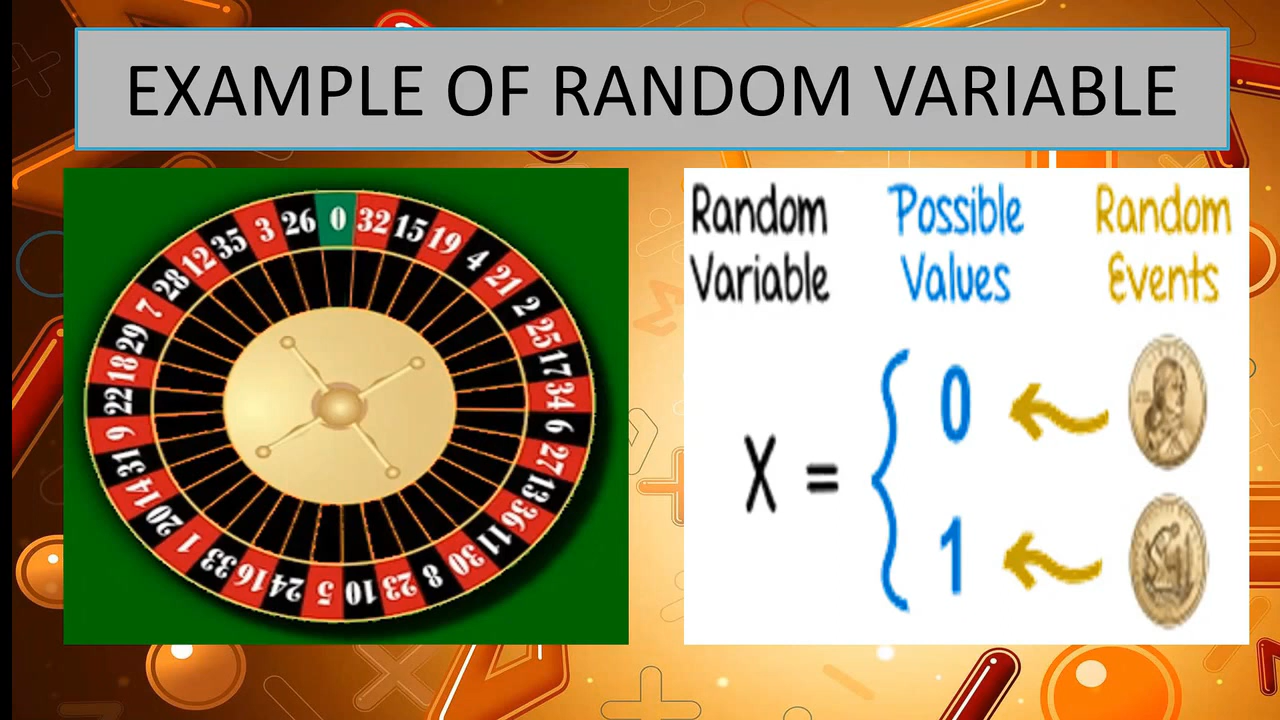 EXAMPLE OF RANDOM VARIABLE
0 32 15 19 4 21 2 25 17 34 6 27 13 36 11 30 8 23 10 5 24 16 33 1 20 14 31 9 22 18 29 7 28 12 35 3 26
Random Possible Random
Variable Values Events
X = { 0
1